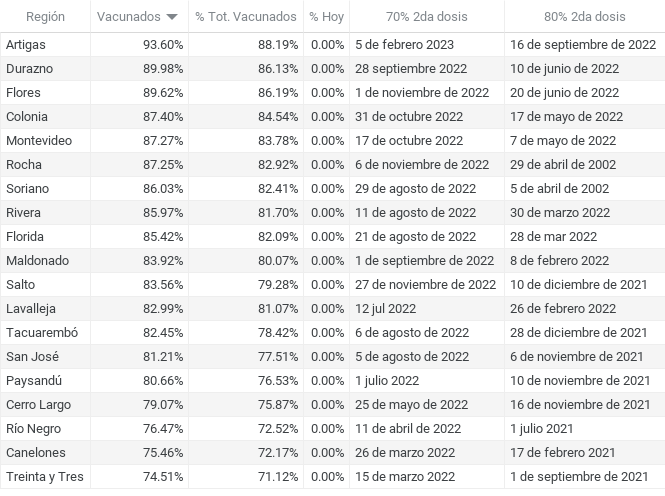 Región Vacunados % Tot. Vacunados % Hoy 70% 2da dosis 80% 2da dosis
Artigas 93.60% 88.19% 0.00% 5 de febrero 2023 16 de septiembre de 2022
Durazno 89.98% 86.13% 0.00% 28 septiembre 2022 10 de junio de 2022
Flores 89.62% 86.19% 0.00% 1 de noviembre de 2022 20 de junio de 2022
Colonia 87.40% 84.54% 0.00% 31 de octubre 2022 17 de mayo de 2022
Montevideo 87.27% 83.78% 0.00% 17 de octubre 2022 7 de mayo de 2022
Rocha 87.25% 82.92% 0.00% 6 de noviembre de 2022 29 de abril de 2002
Soriano 86.03% 82.41% 0.00% 29 de agosto de 2022 5 de abril de 2002
Rivera 85.97% 81.70% 0.00% 11 de agosto de 2022 30 de marzo 2022
Florida 85.42% 82.09% 0.00% 21 de agosto de 2022 28 de mar 2022
Maldonado 83.92% 80.07% 0.00% 1 de septiembre de 2022 8 de febrero 2022
Salto 83.56% 79.28% 0.00% 27 de noviembre de 2022 10 de diciembre de 2021
Lavalleja 82.99% 81.07% 0.00% 12 jul 2022 26 de febrero 2022
Tacuarembó 82.45% 78.42% 0.00% 6 de agosto de 2022 28 de diciembre de 2021
San José 81.21% 77.51% 0.00% 5 de agosto de 2022 6 de noviembre de 2021
Paysandú 80.66% 76.53% 0.00% 1 julio 2022 10 de noviembre de 2021
Cerro Largo 79.07% 75.87% 0.00% 25 de mayo de 2022 16 de noviembre de 2021
Río Negro 76.47% 72.52% 0.00% 11 de abril de 2022 1 julio 2021
Canelones 75.46% 72.17% 0.00% 26 de marzo 2022 17 de febrero 2021
Treinta y Tres 74.51% 71.12% 0.00% 15 de marzo 2022 1 de septiembre de 2021